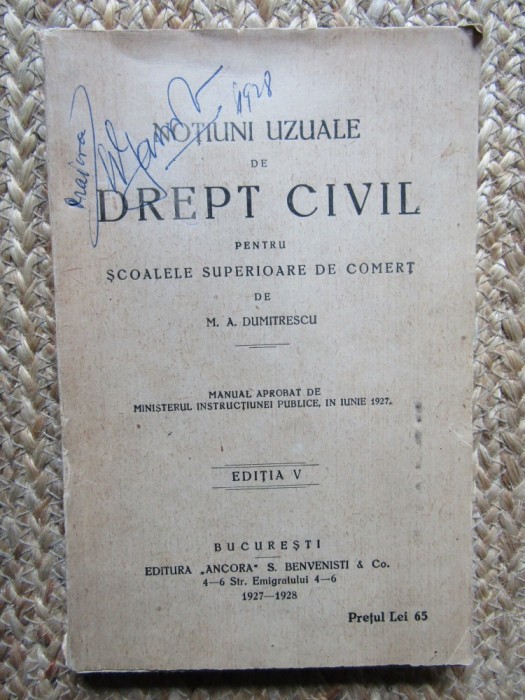 1928
NOȚIUNI UZUALE
DE
DREPT CIVIL
PENTRU
ȘCOALELE SUPERIOARE DE COMERȚ
DE
M. A. DUMITRESCU
MANUAL APROBAT DE
MINISTERUL INSTRUCȚIUNEI PUBLICE, IN IUNIE 1927.
EDIȚIA V
BUCUREȘTI
EDITURA „ANCORA" S. BENVENISTI & Co.
4—6 Str. Emigratului 4—6
1927—1928
Prețul Lei 65